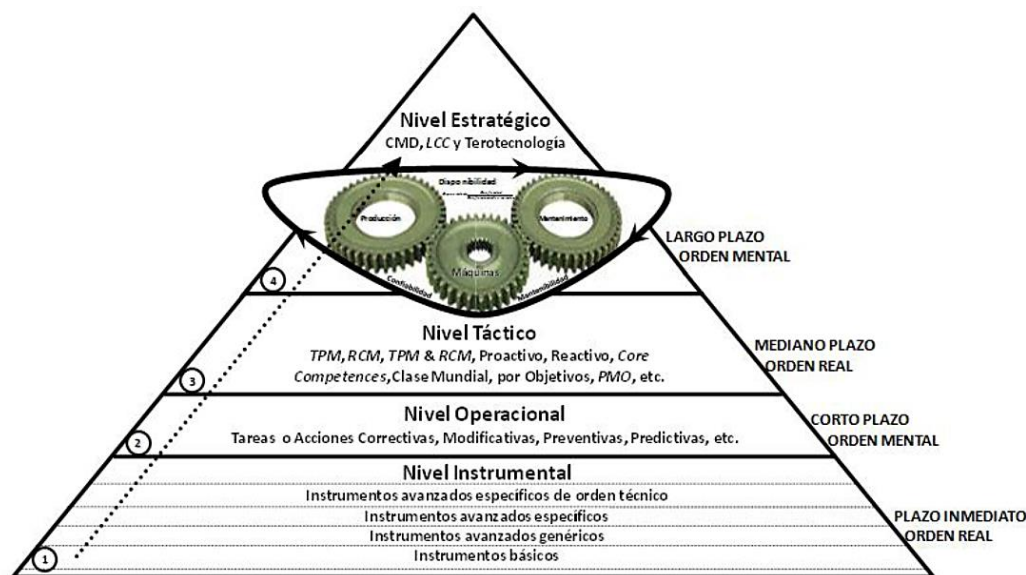 Nivel Estratégico
CMD, LCC y Terotecnología
Disponibilidad
Producción
Mantenimiento
Máquinas
Confiabilidad
Mantenibilidad
LARGO PLAZO
ORDEN MENTAL
4
Nivel Táctico
TPM, RCM, TPM & RCM, Proactivo, Reactivo, Core
Competences,Clase Mundial, por Objetivos, PMO, etc.
MEDIANO PLAZO
ORDEN REAL
3
Nivel Operacional
Tareas o Acciones Correctivas, Modificativas, Preventivas, Predictivas, etc.
CORTO PLAZO
ORDEN MENTAL
2
Nivel Instrumental
Instrumentos avanzados específicos de orden técnico
Instrumentos avanzados específicos
Instrumentos avanzados genéricos
Instrumentos básicos
PLAZO INMEDIATO
ORDEN REAL
1